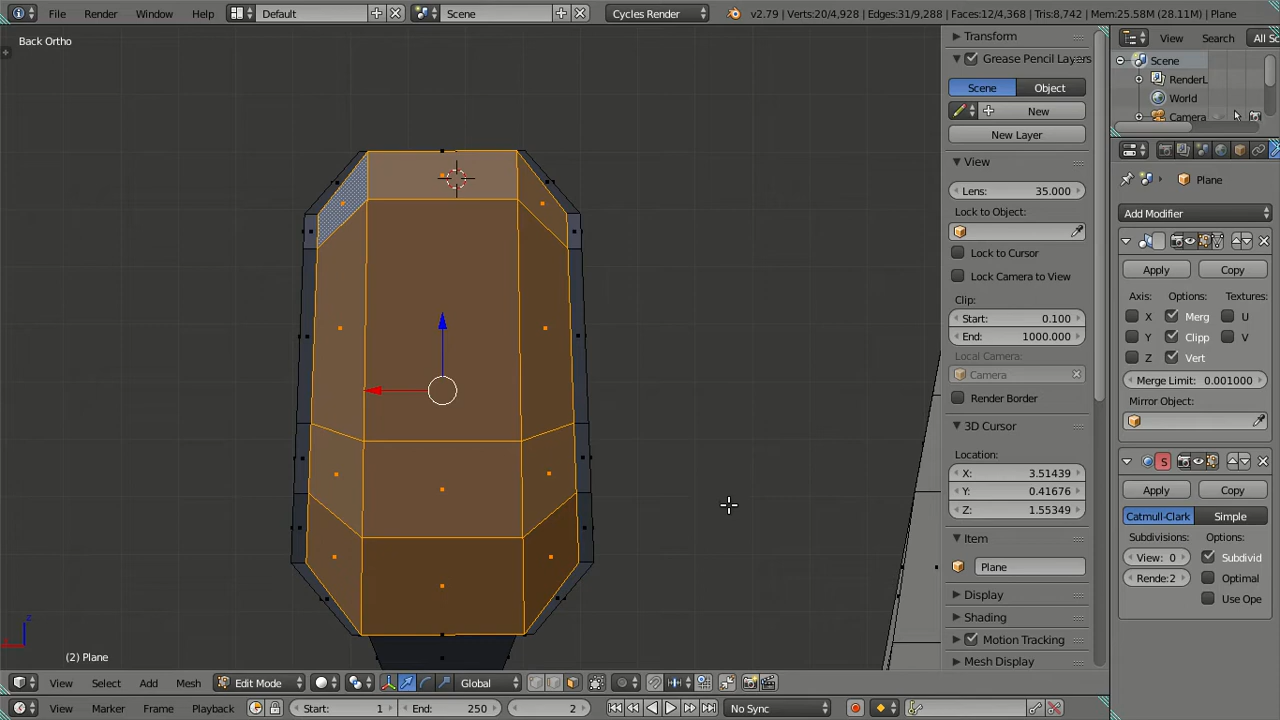 File Render Window Help Default Scene Cycles Render v2.79 | Verts:20/4,928 | Edges:31/9,288 | Faces:12/4,368 | Tris:8,742 | Mem:25.58M (28.11M) | Plane
Back Ortho
Transform
Grease Pencil Layers
Scene Object
New
New Layer
View
Lens: 35.000
Lock to Object:
Lock to Cursor
Lock Camera to View
Clip:
Start: 0.100
End: 1000.000
Local Camera:
Camera
Render Border
3D Cursor
Location:
X: 3.51439
Y: 0.41676
Z: 1.55349
Item
Plane
Display
Shading
Motion Tracking
Mesh Display
View Search All Sc
Scene
RenderL
World
Camera
Plane
Add Modifier
Apply Copy
Axis: Options: Textures:
X Merg U
Y Clipp V
Z Vert
Merge Limit: 0.001000
Mirror Object:
S
Apply Copy
Catmull-Clark Simple
Subdivisions: Options:
View: 0 Subdivid
Rende:2 Optimal
Use Ope
z
x
(2) Plane
View Select Add Mesh Edit Mode Global
View Marker Frame Playback Start: 1 End: 250 2 No Sync